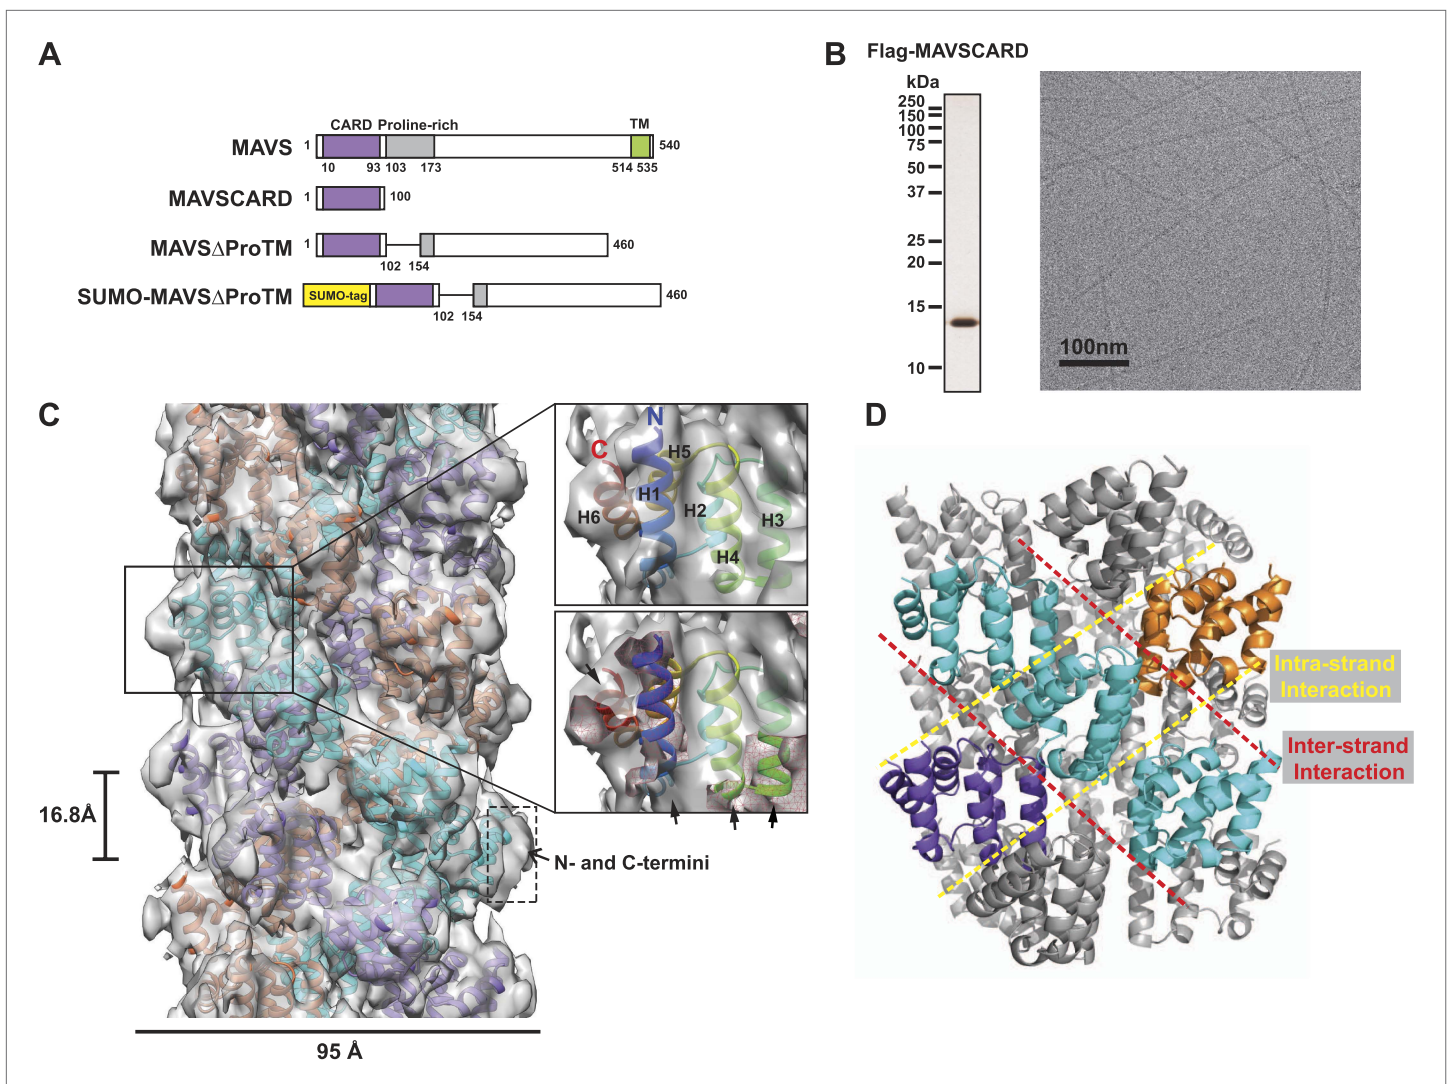 A
CARD Proline-rich TM
MAVS 1 540
10 93 103 173 514 535
MAVSCARD 1 100
MAVSΔProTM 1 460
102 154
SUMO-MAVSΔProTM SUMO-tag 460
102 154
B Flag-MAVSCARD
kDa
250
150
100
75
50
37
25
20
15
10
100nm
C
16.8Å
95 Å
N
C
H5
H1
H2
H6
H3
H4
N- and C-termini
D
Intra-strand
Interaction
Inter-strand
Interaction